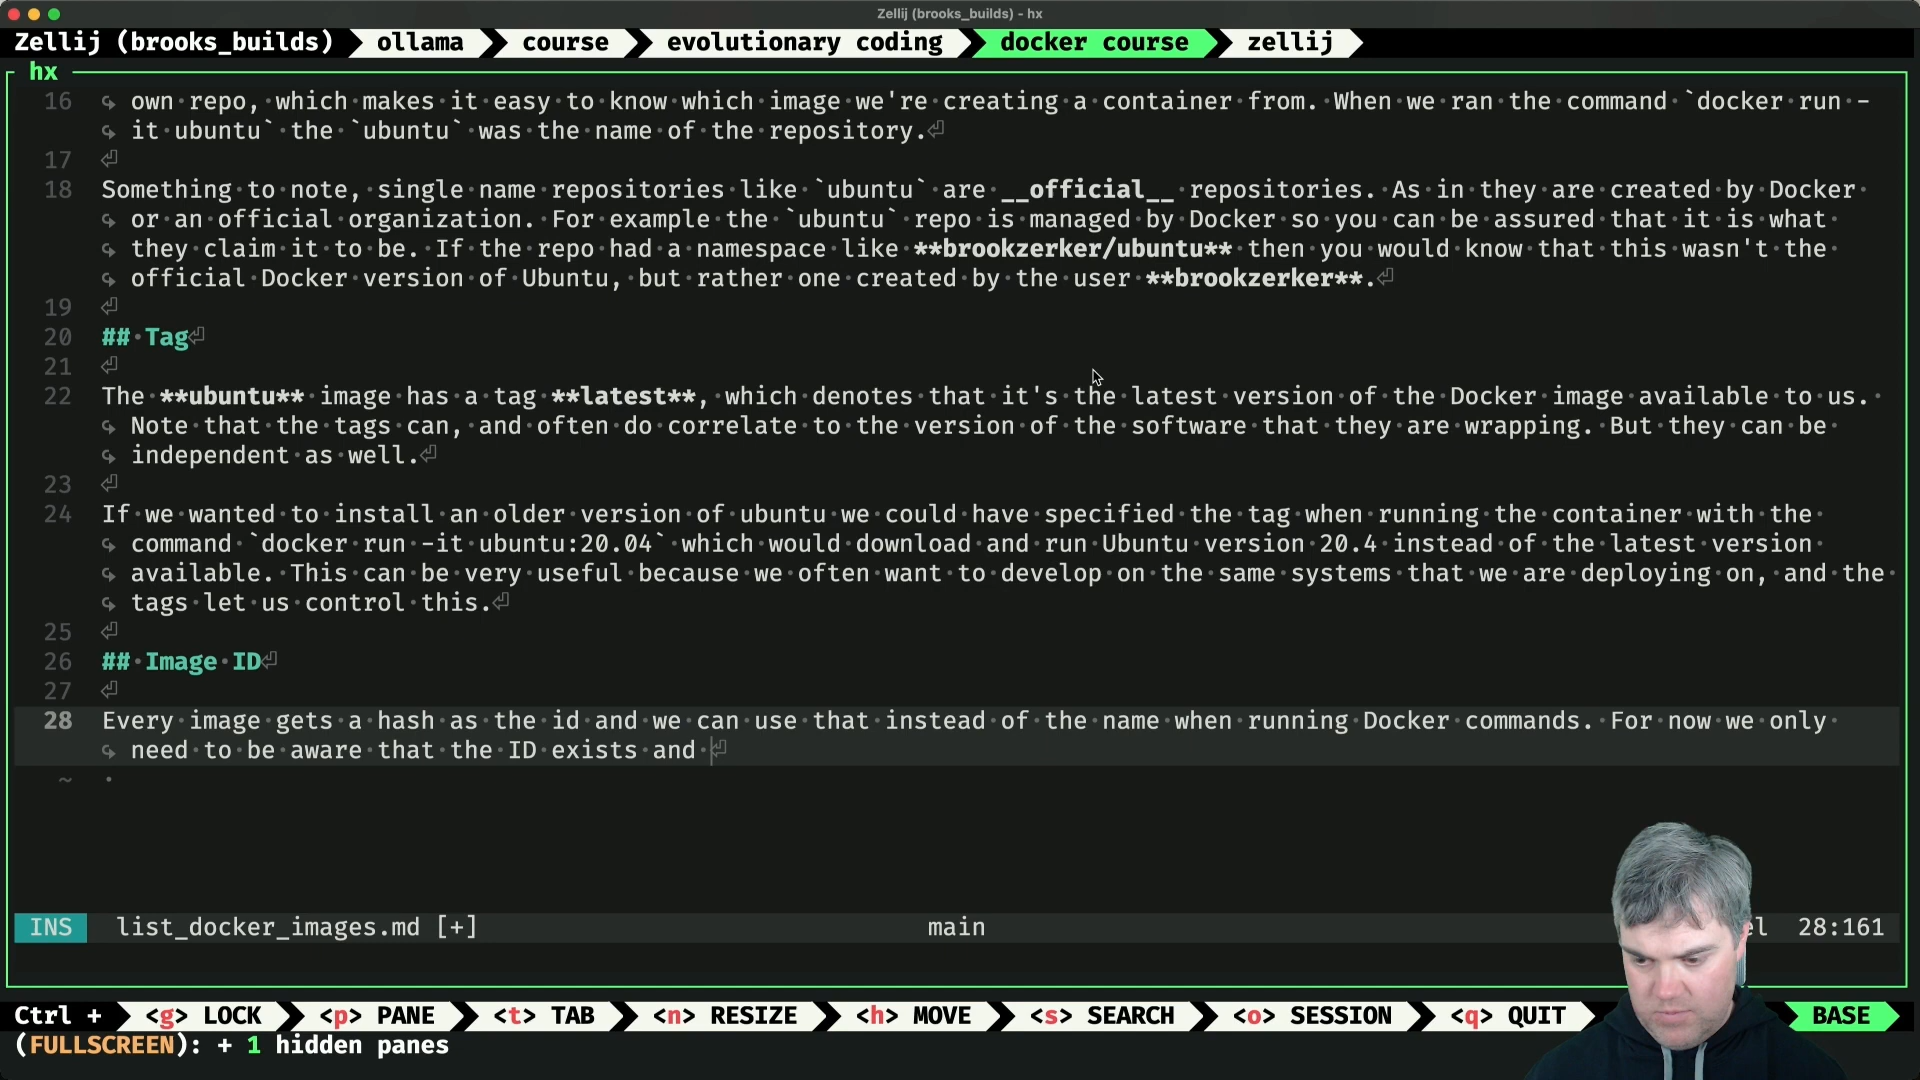 Zellij (brooks_builds) - hx
Zellij (brooks_builds) ollama course evolutionary coding docker course zellij
hx
16 own repo, which makes it easy to know which image we're creating a container from. When we ran the command `docker run -
it ubuntu` the `ubuntu` was the name of the repository.
17
18 Something to note, single name repositories like `ubuntu` are __official__ repositories. As in they are created by Docker
or an official organization. For example the `ubuntu` repo is managed by Docker so you can be assured that it is what
they claim it to be. If the repo had a namespace like **brookzerker/ubuntu** then you would know that this wasn't the
official Docker version of Ubuntu, but rather one created by the user **brookzerker**.
19
20 ## Tag
21
22 The **ubuntu** image has a tag **latest**, which denotes that it's the latest version of the Docker image available to us.
Note that the tags can, and often do correlate to the version of the software that they are wrapping. But they can be
independent as well.
23
24 If we wanted to install an older version of ubuntu we could have specified the tag when running the container with the
command `docker run -it ubuntu:20.04` which would download and run Ubuntu version 20.4 instead of the latest version
available. This can be very useful because we often want to develop on the same systems that we are deploying on, and the
tags let us control this.
25
26 ## Image ID
27
28 Every image gets a hash as the id and we can use that instead of the name when running Docker commands. For now we only
need to be aware that the ID exists and
~
INS list_docker_images.md [+] main 28:161
Ctrl + <g> LOCK <p> PANE <t> TAB <n> RESIZE <h> MOVE <s> SEARCH <o> SESSION <q> QUIT BASE
(FULLSCREEN): + 1 hidden panes